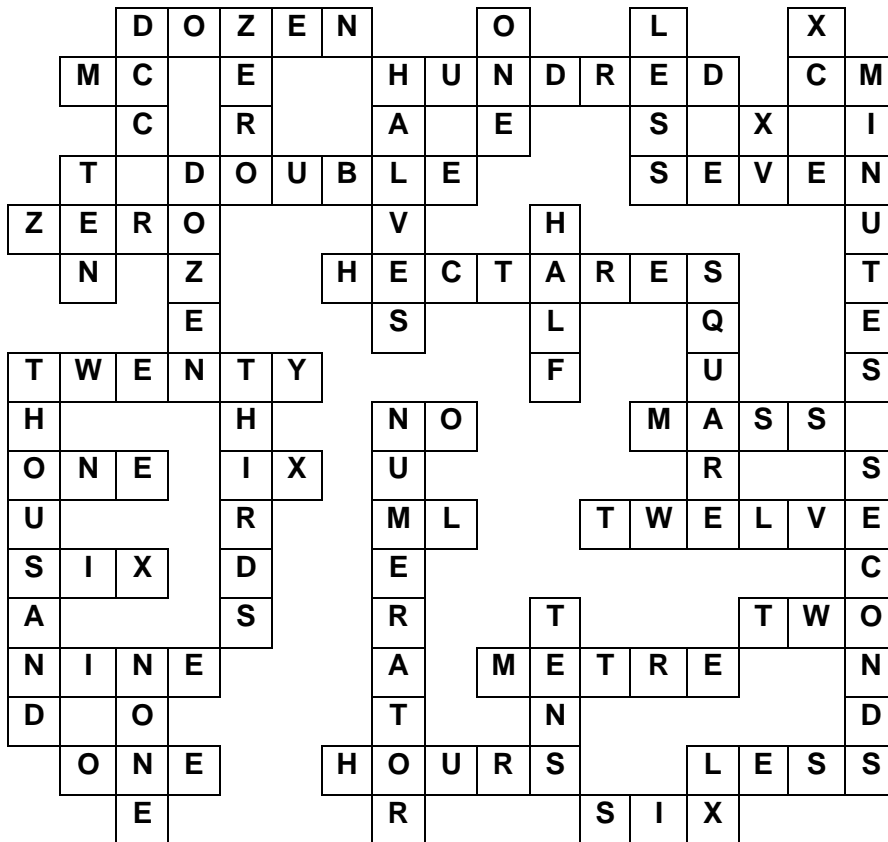 D O Z E N O L X
M C E H U N D R E D C M
C R A E S X I
T D O U B L E S E V E N
Z E R O V H U
N Z H E C T A R E S T
E S L Q E
T W E N T Y F U S
H H N O M A S S
O N E I X U R S
U R M L T W E L V E
S I X D E C
A S R T T W O
N I N E A M E T R E N
D O T N D
O N E H O U R S L E S S
E R S I X